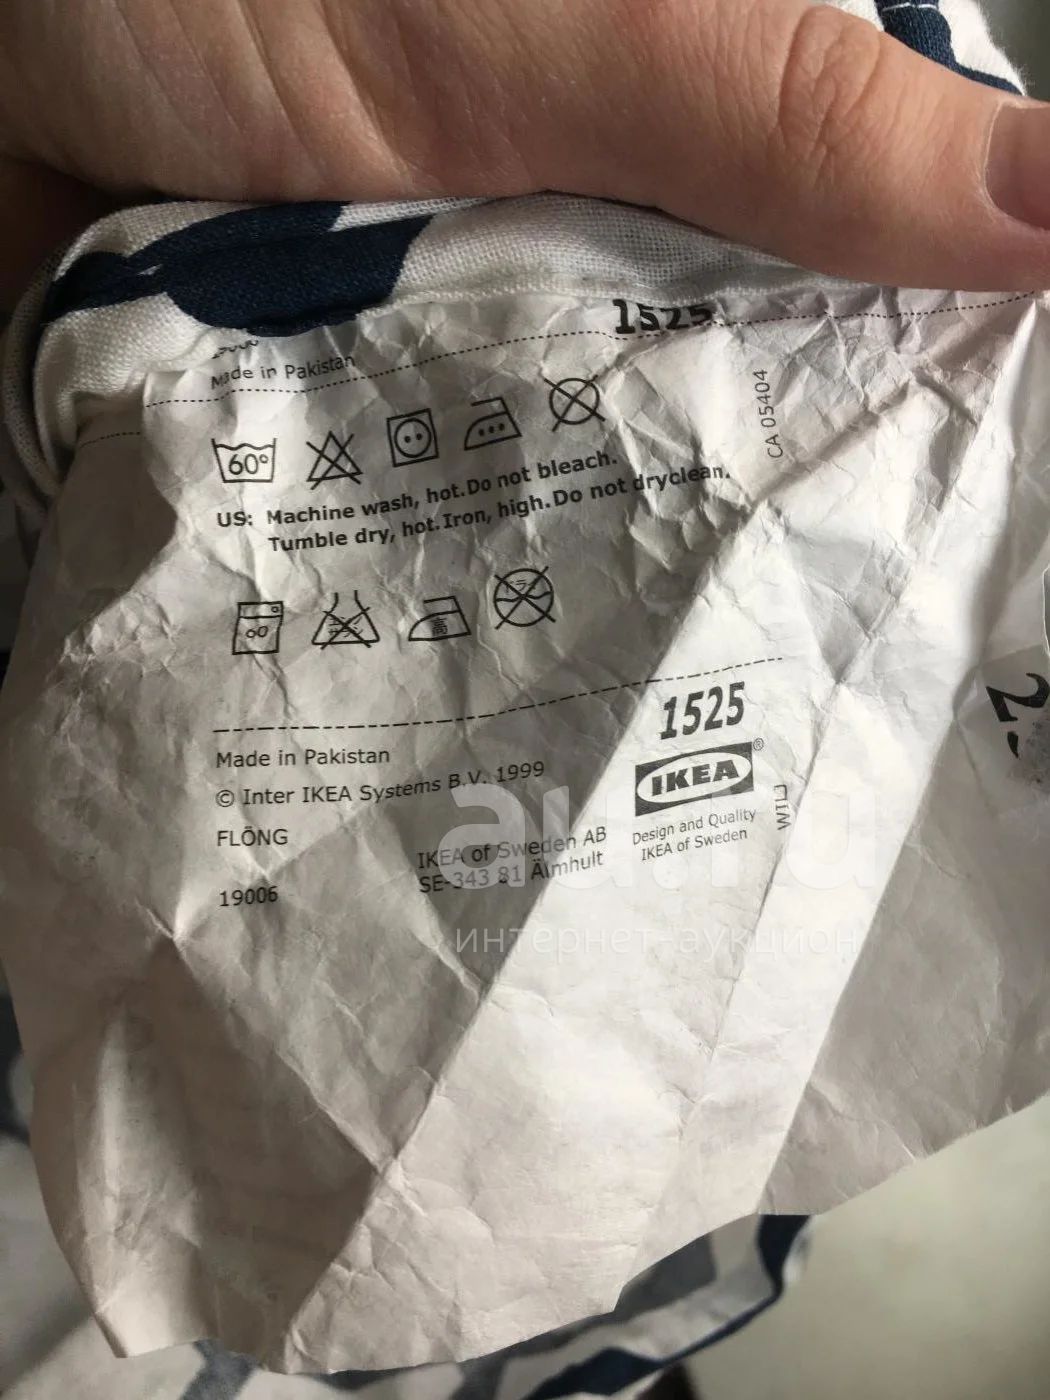 1525
Made in Pakistan
60°
CA 05404
US: Machine wash, hot. Do not bleach.
Tumble dry, hot. Iron, high. Do not dryclean.
高
1525
Made in Pakistan
© Inter IKEA Systems B.V. 1999
IKEA®
FLÖNG
Design and Quality
IKEA of Sweden
IKEA of Sweden AB
SE-343 81 Älmhult
19006
au.ru
интернет-аукцион